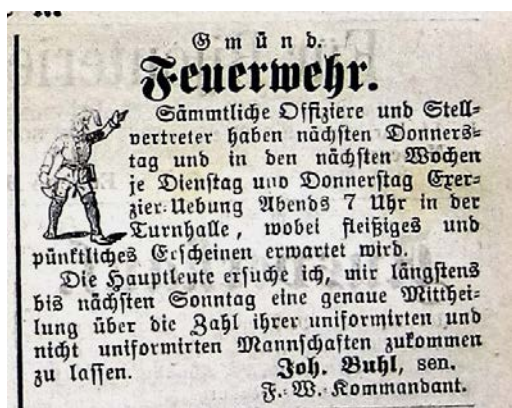 Gmünd.
Feuerwehr.
Sämmtliche Offiziere und Stell-
vertreter haben nächsten Donners-
tag und in den nächsten Wochen
je Dienstag und Donnerstag Exer-
zier-Uebung Abends 7 Uhr in der
Turnhalle, wobei fleißiges und
pünktliches Erscheinen erwartet wird.
Die Hauptleute ersuche ich, mir längstens
bis nächsten Sonntag eine genaue Mitthei-
lung über die Zahl ihrer uniformirten und
nicht uniformirten Mannschaften zukommen
zu lassen. Joh. Buhl, sen.
F.-W.-Kommandant.